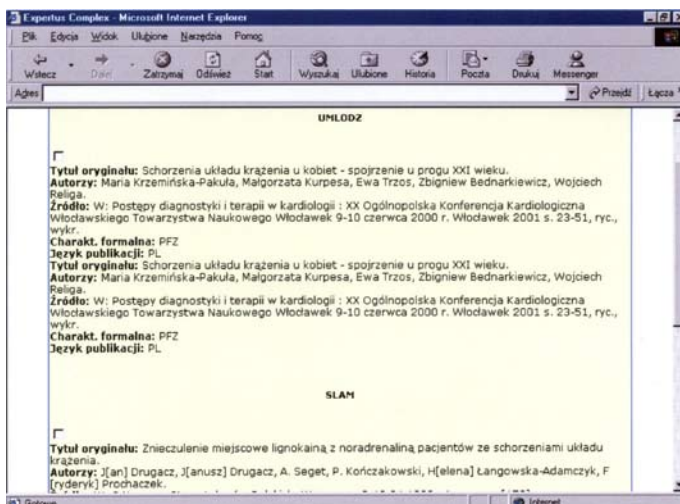 Expertus Complex - Microsoft Internet Explorer
Plik Edycja Widok Ulubione Narzędzia Pomoc
Wstecz Dalej Zatrzymaj Odśwież Start Wyszukaj Ulubione Historia Poczta Drukuj Messenger
Adres Przejdź Łącza
UMLODZ
Tytuł oryginału: Schorzenia układu krążenia u kobiet - spojrzenie u progu XXI wieku.
Autorzy: Maria Krzemińska-Pakuła, Małgorzata Kurpesa, Ewa Trzos, Zbigniew Bednarkiewicz, Wojciech
Religa.
Źródło: W: Postępy diagnostyki i terapii w kardiologii : XX Ogólnopolska Konferencja Kardiologiczna
Włocławskiego Towarzystwa Naukowego Włocławek 9-10 czerwca 2000 r. Włocławek 2001 s. 23-51, ryc.,
wykr.
Charakt. formalna: PFZ
Język publikacji: PL
Tytuł oryginału: Schorzenia układu krążenia u kobiet - spojrzenie u progu XXI wieku.
Autorzy: Maria Krzemińska-Pakuła, Małgorzata Kurpesa, Ewa Trzos, Zbigniew Bednarkiewicz, Wojciech
Religa.
Źródło: W: Postępy diagnostyki i terapii w kardiologii : XX Ogólnopolska Konferencja Kardiologiczna
Włocławskiego Towarzystwa Naukowego Włocławek 9-10 czerwca 2000 r. Włocławek 2001 s. 23-51, ryc.,
wykr.
Charakt. formalna: PFZ
Język publikacji: PL
SLAM
Tytuł oryginału: Znieczulenie miejscowe lignokainą z noradrenaliną pacjentów ze schorzeniami układu
krążenia.
Autorzy: J[an] Drugacz, J[anusz] Drugacz, A. Seget, P. Kończakowski, H[elena] Łangowska-Adamczyk, F
[ryderyk] Prochaczek.
Gotowe Internet